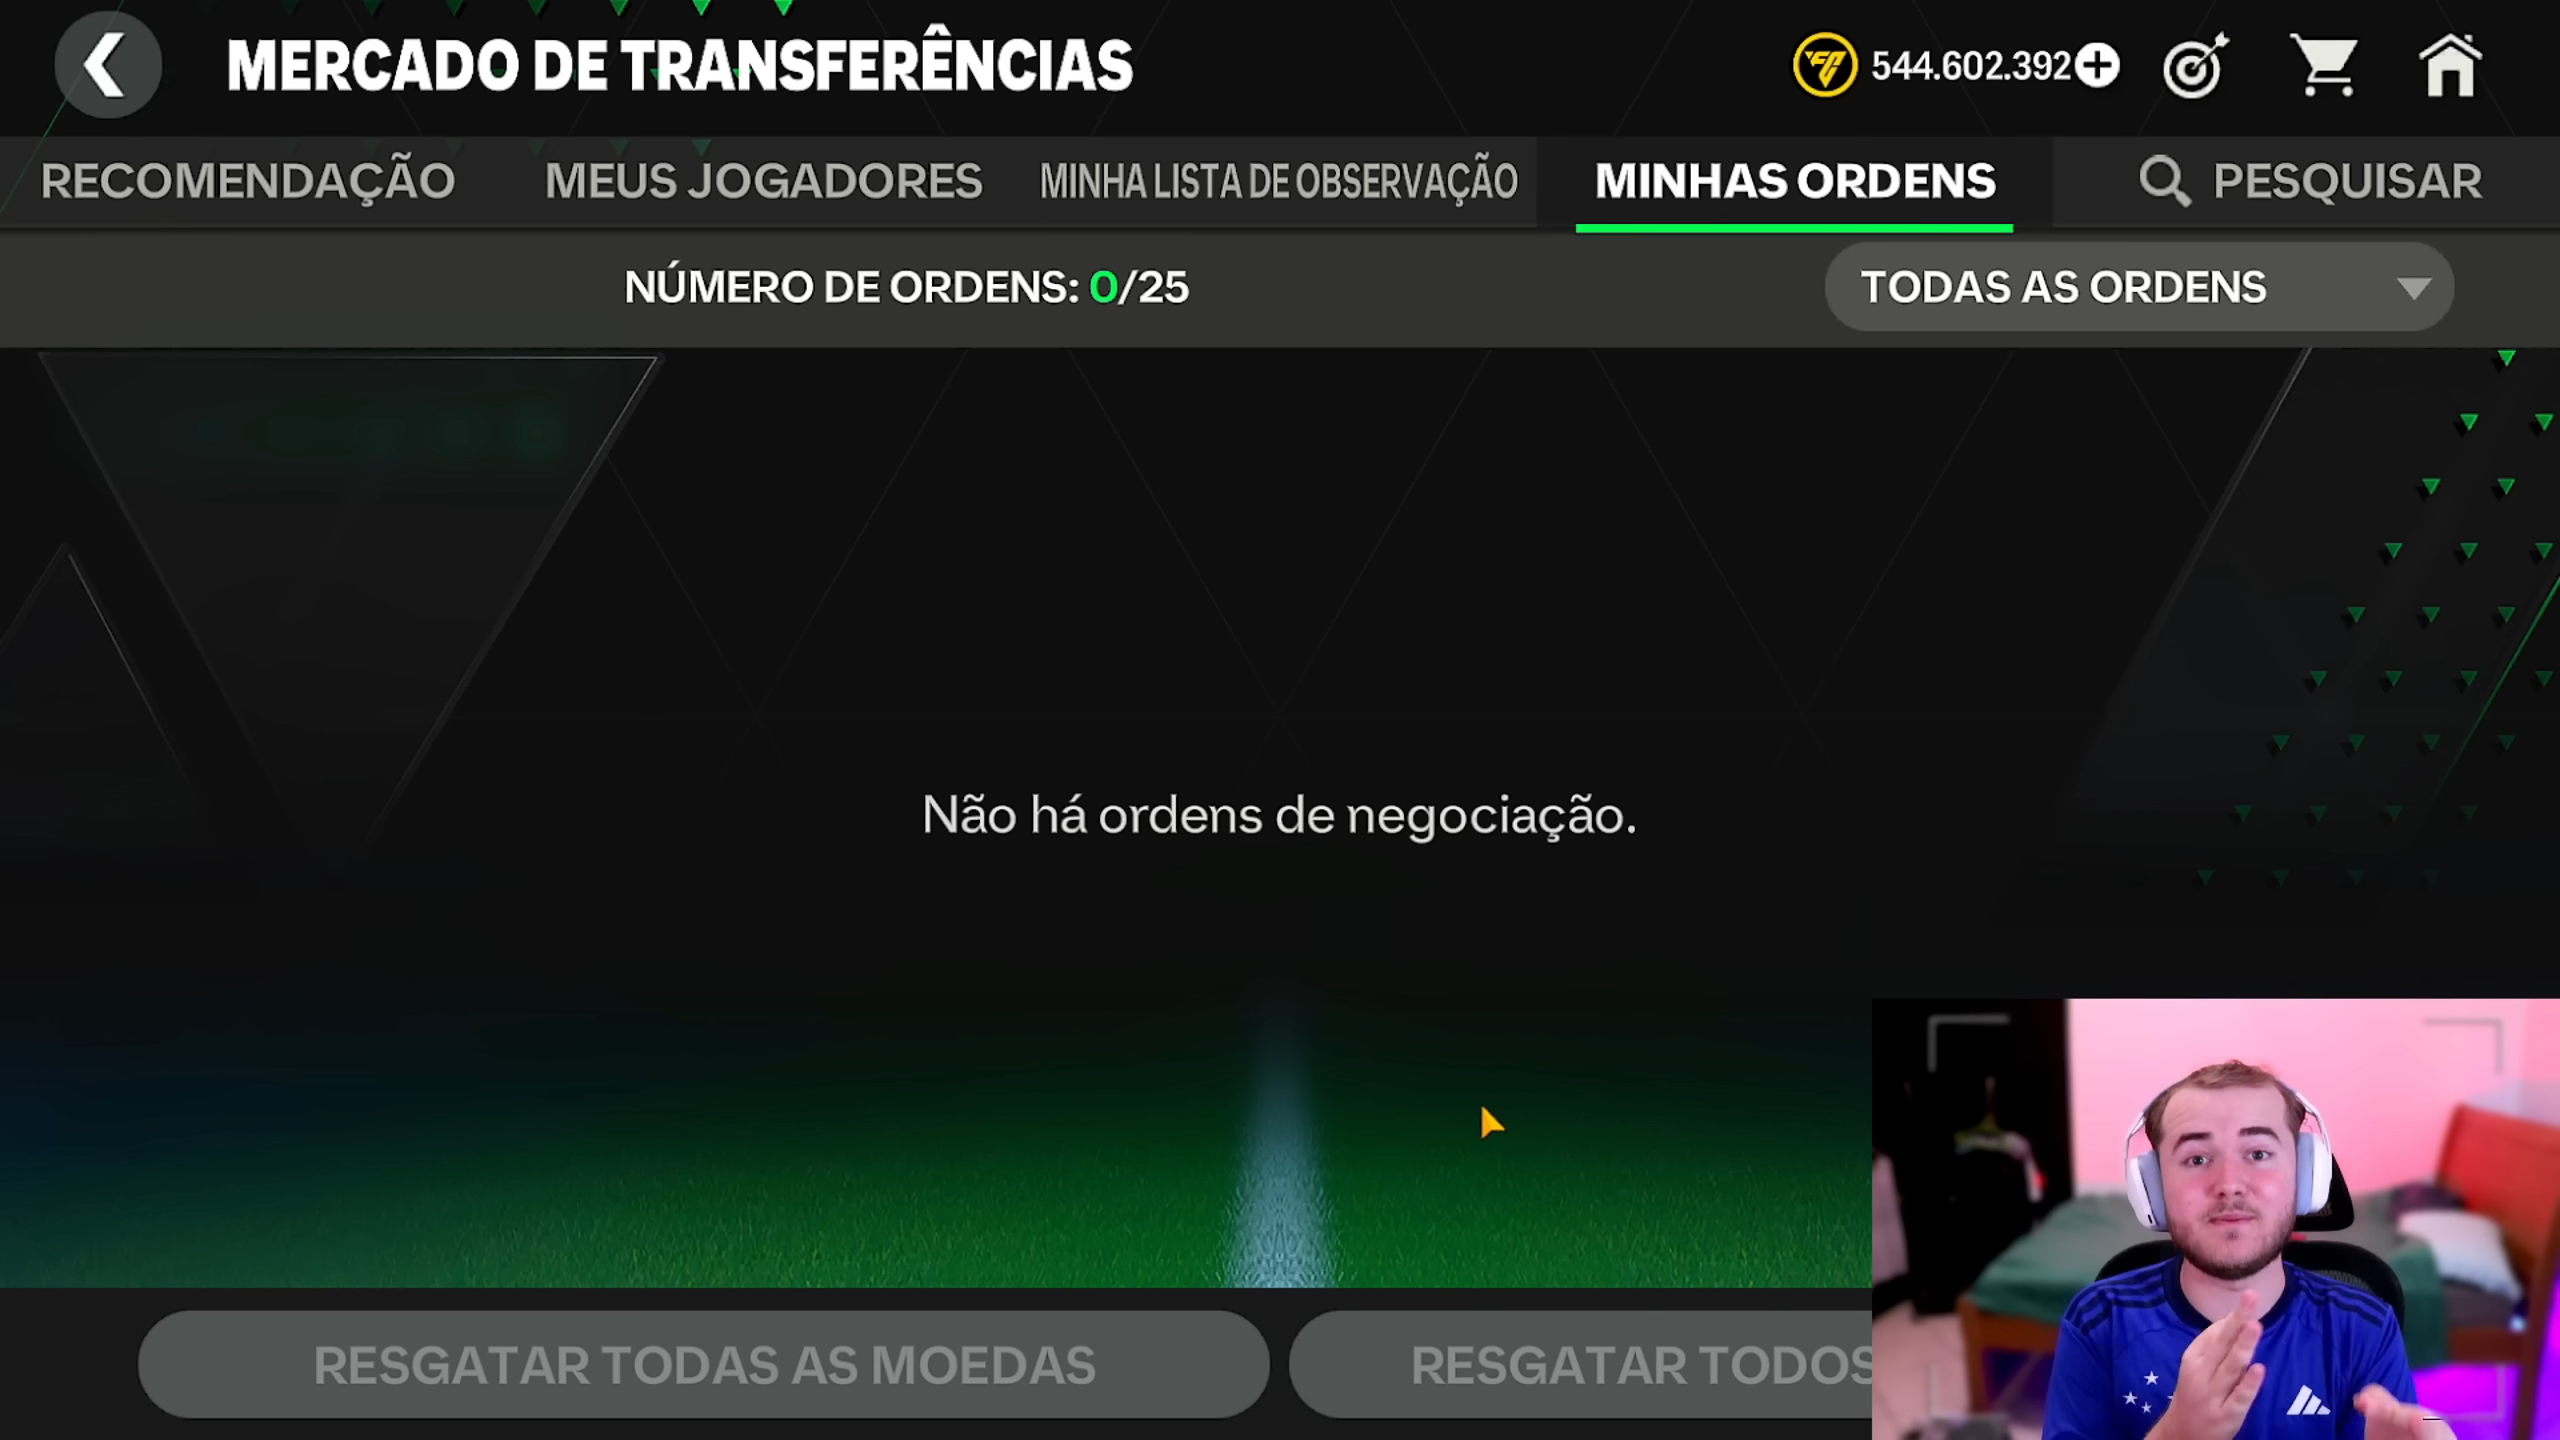 MERCADO DE TRANSFERÊNCIAS
544.602.392
RECOMENDAÇÃO
MEUS JOGADORES
MINHA LISTA DE OBSERVAÇÃO
MINHAS ORDENS
PESQUISAR
NÚMERO DE ORDENS: 0/25
TODAS AS ORDENS
Não há ordens de negociação.
RESGATAR TODAS AS MOEDAS
RESGATAR TODOS